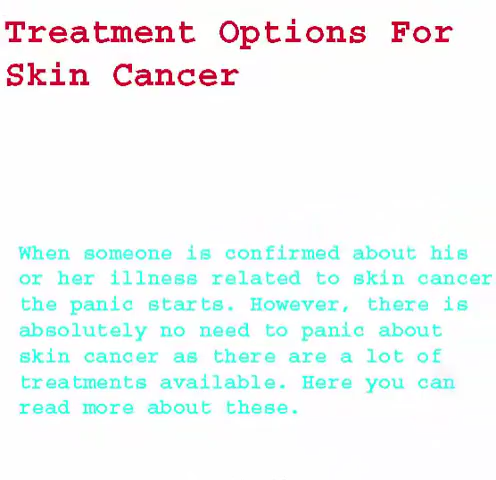 Treatment Options For
Skin Cancer
When someone is confirmed about his
or her illness related to skin cancer
the panic starts. However, there is
absolutely no need to panic about
skin cancer as there are a lot of
treatments available. Here you can
read more about these.